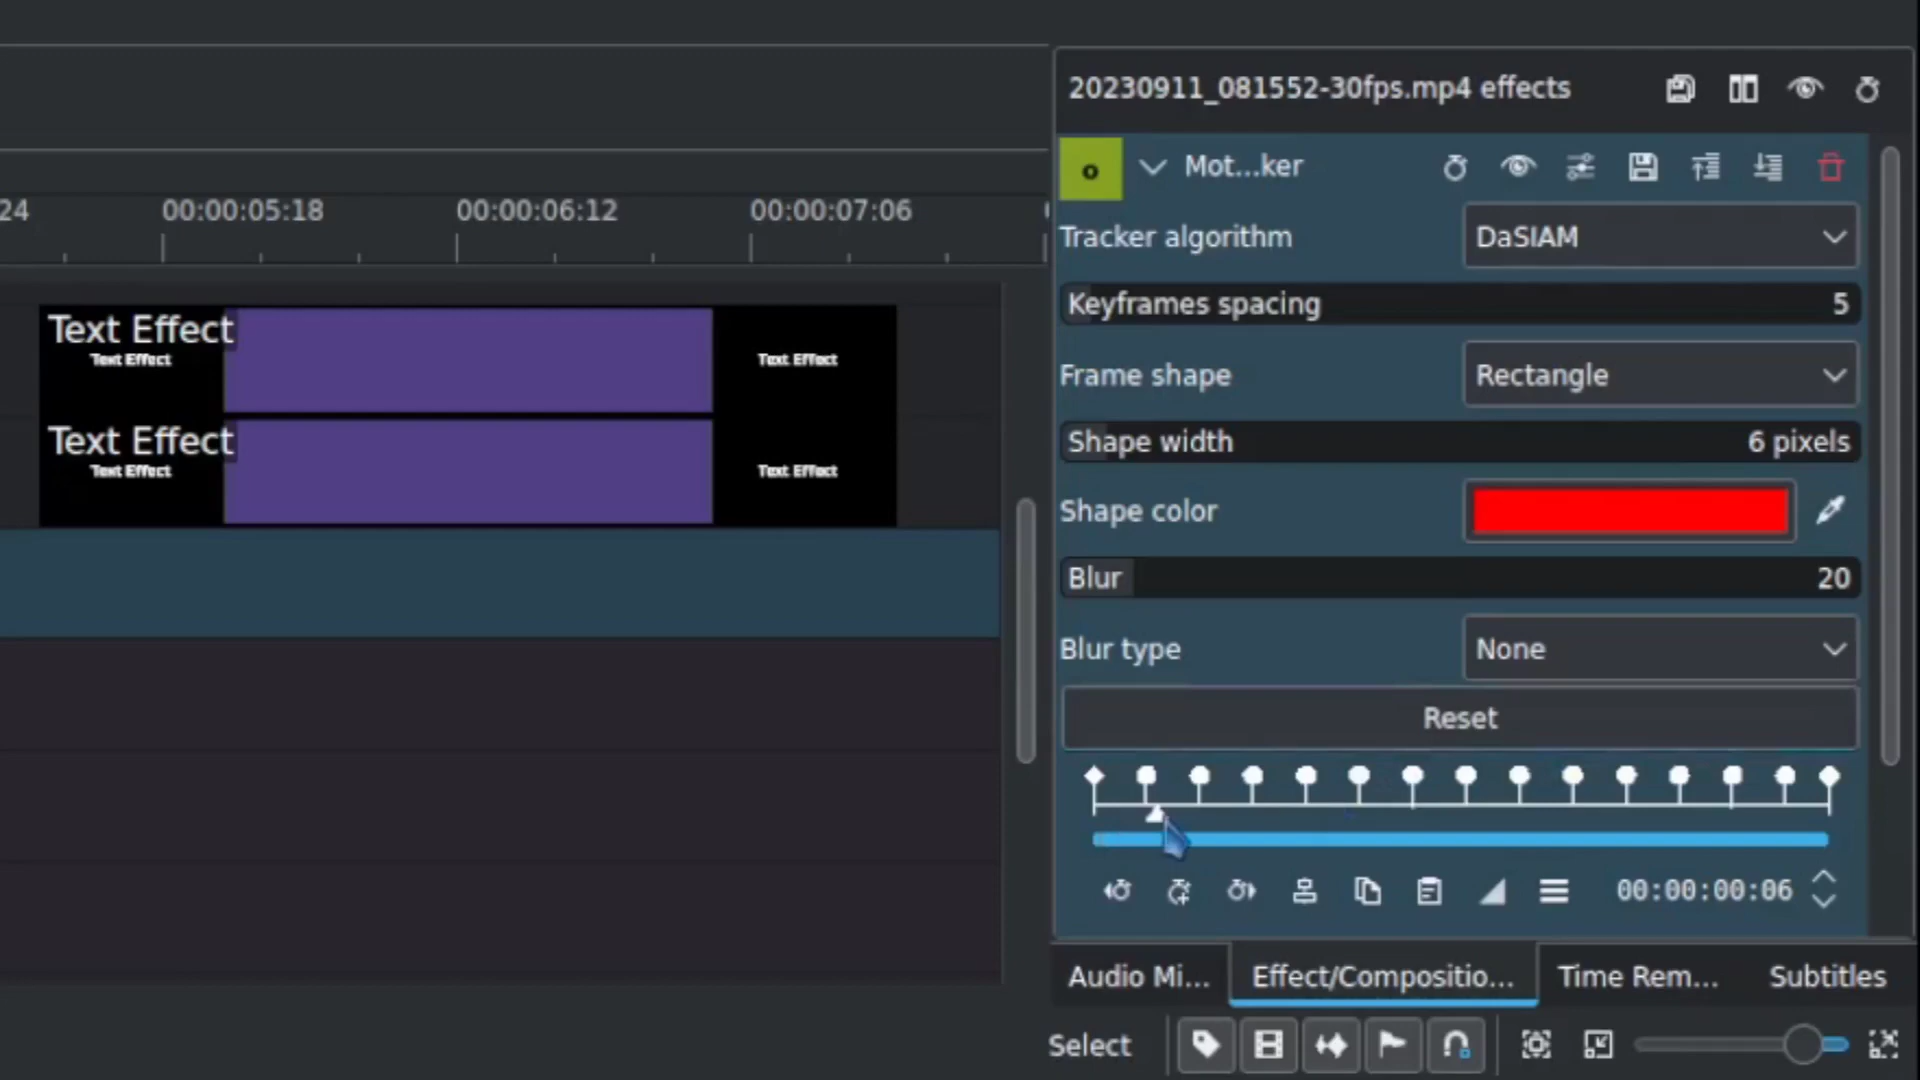 20230911_081552-30fps.mp4 effects
Mot...ker
24 00:00:05:18 00:00:06:12 00:00:07:06
Tracker algorithm DaSIAM
Keyframes spacing 5
Text Effect
Text Effect Text Effect
Frame shape Rectangle
Text Effect
Text Effect Text Effect
Shape width 6 pixels
Shape color
Blur 20
Blur type None
Reset
00:00:00:06
Audio Mi... Effect/Compositio... Time Rem... Subtitles
Select